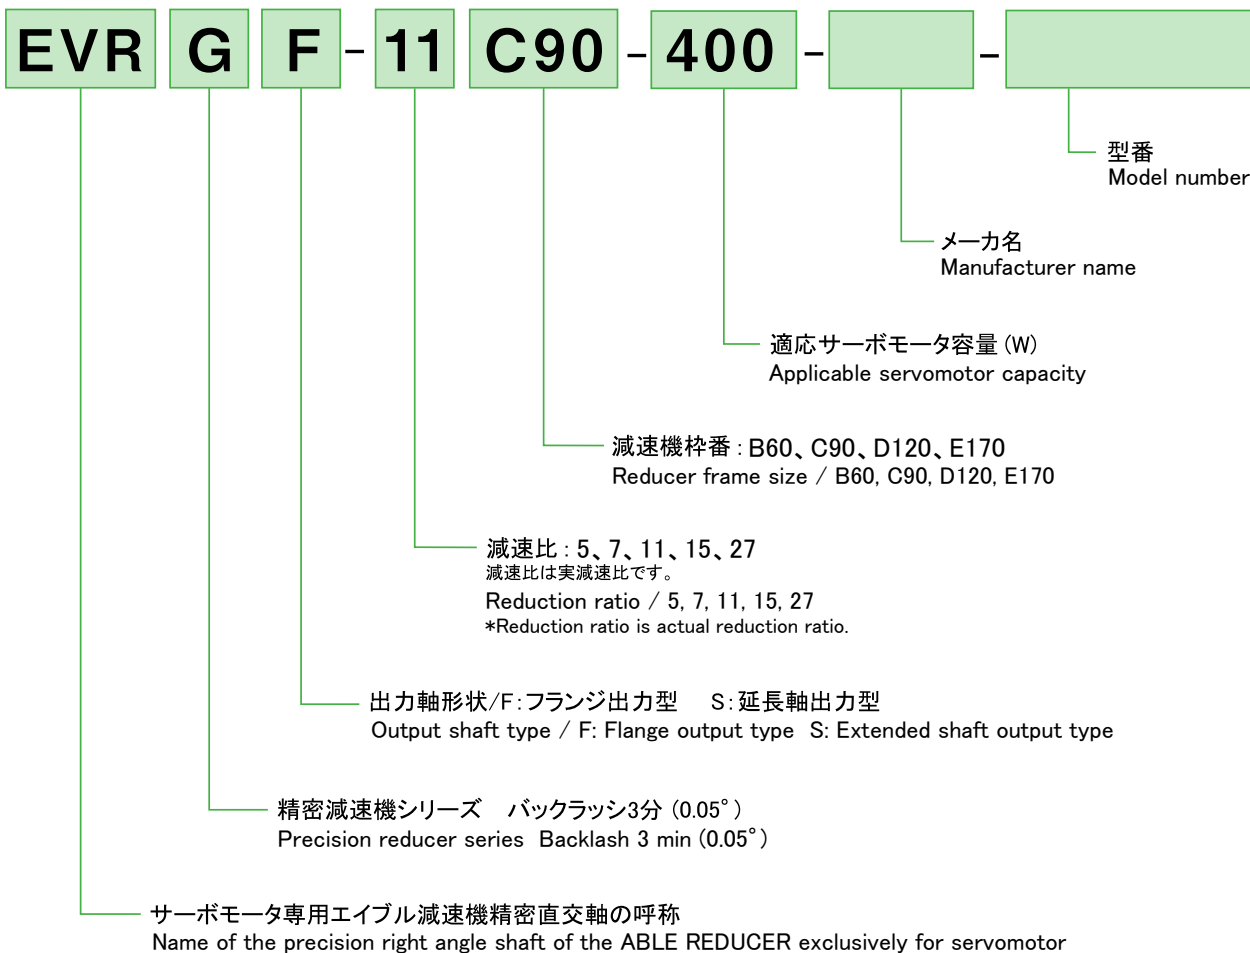 EVR G F - 11 C90 - 400 - -
型番
Model number
メーカ名
Manufacturer name
適応サーボモータ容量 (W)
Applicable servomotor capacity
減速機枠番 : B60、C90、D120、E170
Reducer frame size / B60, C90, D120, E170
減速比 : 5、7、11、15、27
減速比は実減速比です。
Reduction ratio / 5, 7, 11, 15, 27
*Reduction ratio is actual reduction ratio.
出力軸形状/F:フランジ出力型 S:延長軸出力型
Output shaft type / F: Flange output type S: Extended shaft output type
精密減速機シリーズ バックラッシ3分 (0.05°)
Precision reducer series Backlash 3 min (0.05°)
サーボモータ専用エイブル減速機精密直交軸の呼称
Name of the precision right angle shaft of the ABLE REDUCER exclusively for servomotor